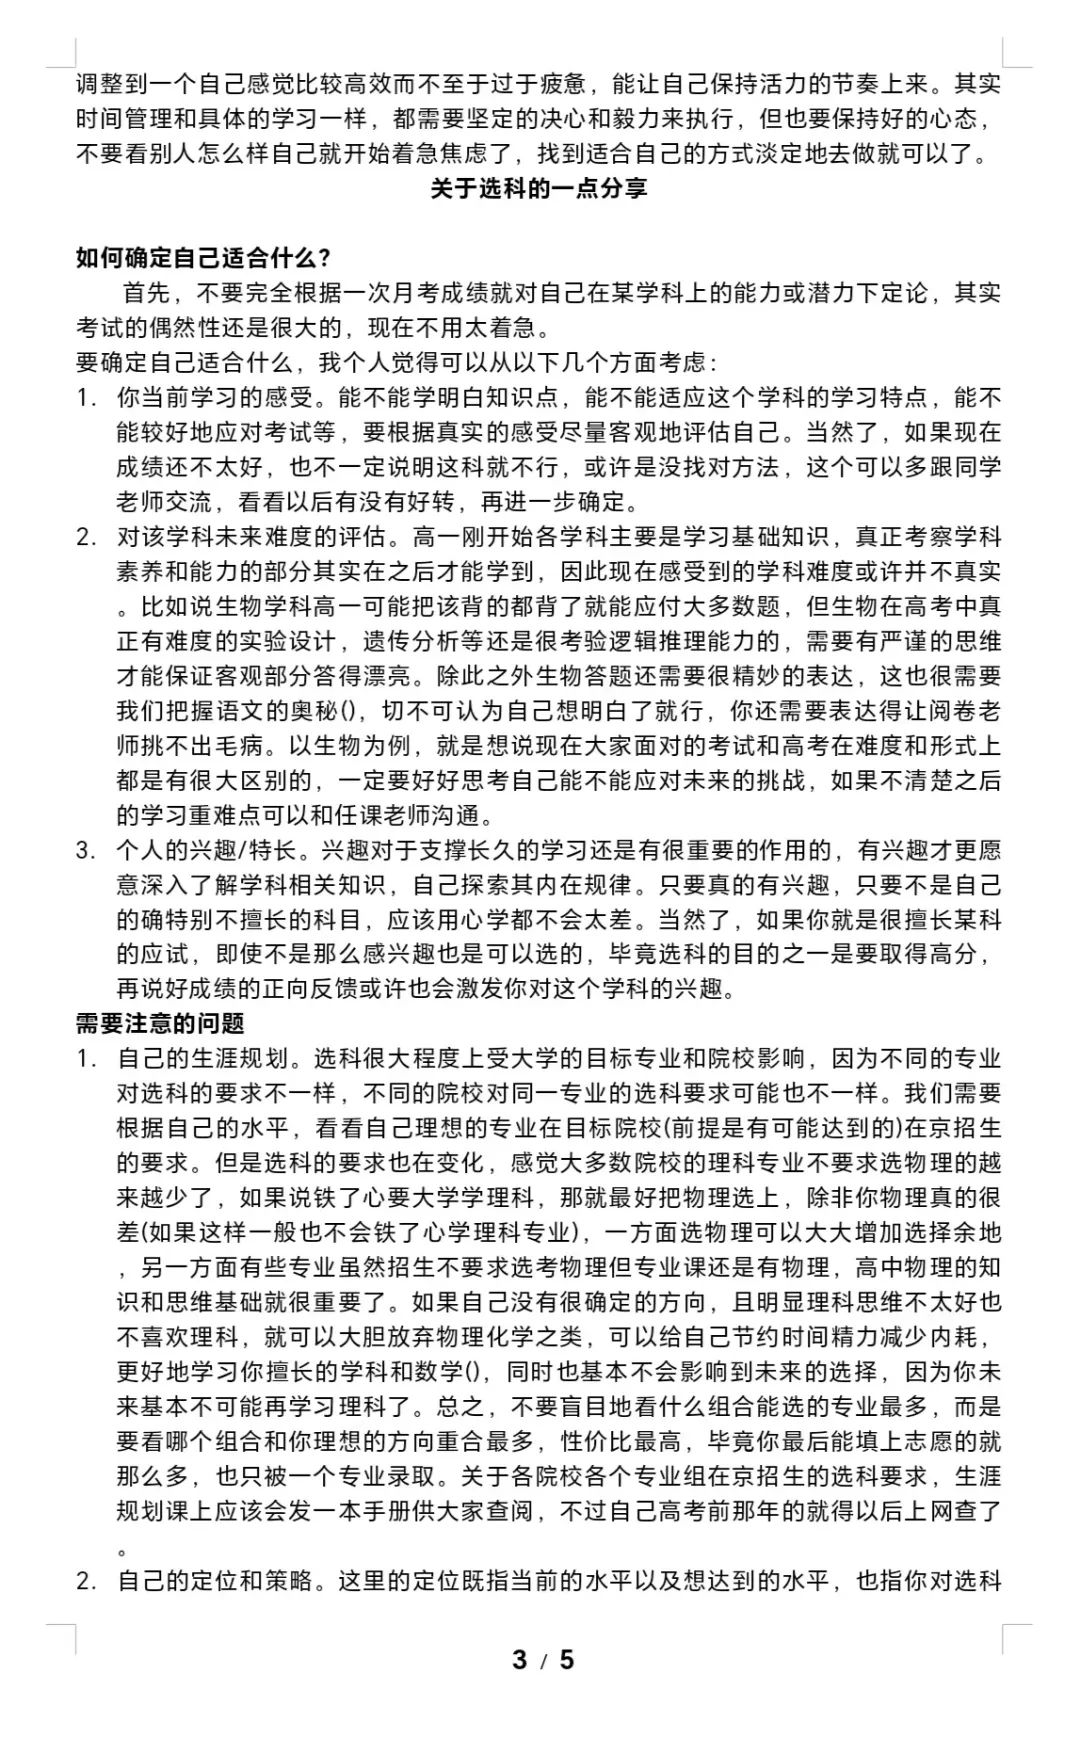 调整到一个自己感觉比较高效而不至于过于疲惫，能让自己保持活力的节奏上来。其实
时间管理和具体的学习一样，都需要坚定的决心和毅力来执行，但也要保持好的心态，
不要看别人怎么样自己就开始着急焦虑了，找到适合自己的方式淡定地去做就可以了。
关于选科的一点分享
如何确定自己适合什么？
首先，不要完全根据一次月考成绩就对自己在某学科上的能力或潜力下定论，其实
考试的偶然性还是很大的，现在不用太着急。
要确定自己适合什么，我个人觉得可以从以下几个方面考虑：
1. 你当前学习的感受。能不能学明白知识点，能不能适应这个学科的学习特点，能不
能较好地应对考试等，要根据真实的感受尽量客观地评估自己。当然了，如果现在
成绩还不太好，也不一定说明这科就不行，或许是没找对方法，这个可以多跟同学
老师交流，看看以后有没有好转，再进一步确定。
2. 对该学科未来难度的评估。高一刚开始各学科主要是学习基础知识，真正考察学科
素养和能力的部分其实在之后才能学到，因此现在感受到的学科难度或许并不真实
。比如说生物学科高一可能把该背的都背了就能应付大多数题，但生物在高考中真
正有难度的实验设计，遗传分析等还是很考验逻辑推理能力的，需要有严谨的思维
才能保证客观部分答得漂亮。除此之外生物答题还需要很精妙的表达，这也很需要
我们把握语文的奥秘()，切不可认为自己想明白了就行，你还需要表达得让阅卷老
师挑不出毛病。以生物为例，就是想说现在大家面对的考试和高考在难度和形式上
都是有很大区别的，一定要好好思考自己能不能应对未来的挑战，如果不清楚之后
的学习重难点可以和任课老师沟通。
3. 个人的兴趣/特长。兴趣对于支撑长久的学习还是有很重要的作用的，有兴趣才更愿
意深入了解学科相关知识，自己探索其内在规律。只要真的有兴趣，只要不是自己
的确特别不擅长的科目，应该用心学都不会太差。当然了，如果你就是很擅长某科
的应试，即使不是那么感兴趣也是可以选的，毕竟选科的目的之一是要取得高分，
再说好成绩的正向反馈或许也会激发你对这个学科的兴趣。
需要注意的问题
1. 自己的生涯规划。选科很大程度上受大学的目标专业和院校影响，因为不同的专业
对选科的要求不一样，不同的院校对同一专业的选科要求可能也不一样。我们需要
根据自己的水平，看看自己理想的专业在目标院校(前提是有可能达到的)在京招生
的要求。但是选科的要求也在变化，感觉大多数院校的理科专业不要求选物理的越
来越少了，如果说铁了心要大学学理科，那就最好把物理选上，除非你物理真的很
差(如果这样一般也不会铁了心学理科专业)，一方面选物理可以大大增加选择余地
，另一方面有些专业虽然招生不要求选考物理但专业课还是有物理，高中物理的知
识和思维基础就很重要了。如果自己没有很确定的方向，且明显理科思维不太好也
不喜欢理科，就可以大胆放弃物理化学之类，可以给自己节约时间精力减少内耗，
更好地学习你擅长的学科和数学()，同时也基本不会影响到未来的选择，因为你未
来基本不可能再学习理科了。总之，不要盲目地看什么组合能选的专业最多，而是
要看哪个组合和你理想的方向重合最多，性价比最高，毕竟你最后能填上志愿的就
那么多，也只被一个专业录取。关于各院校各个专业组在京招生的选科要求，生涯
规划课上应该会发一本手册供大家查阅，不过自己高考前那年的就得以后上网查了
。
2. 自己的定位和策略。这里的定位既指当前的水平以及想达到的水平，也指你对选科
3 / 5